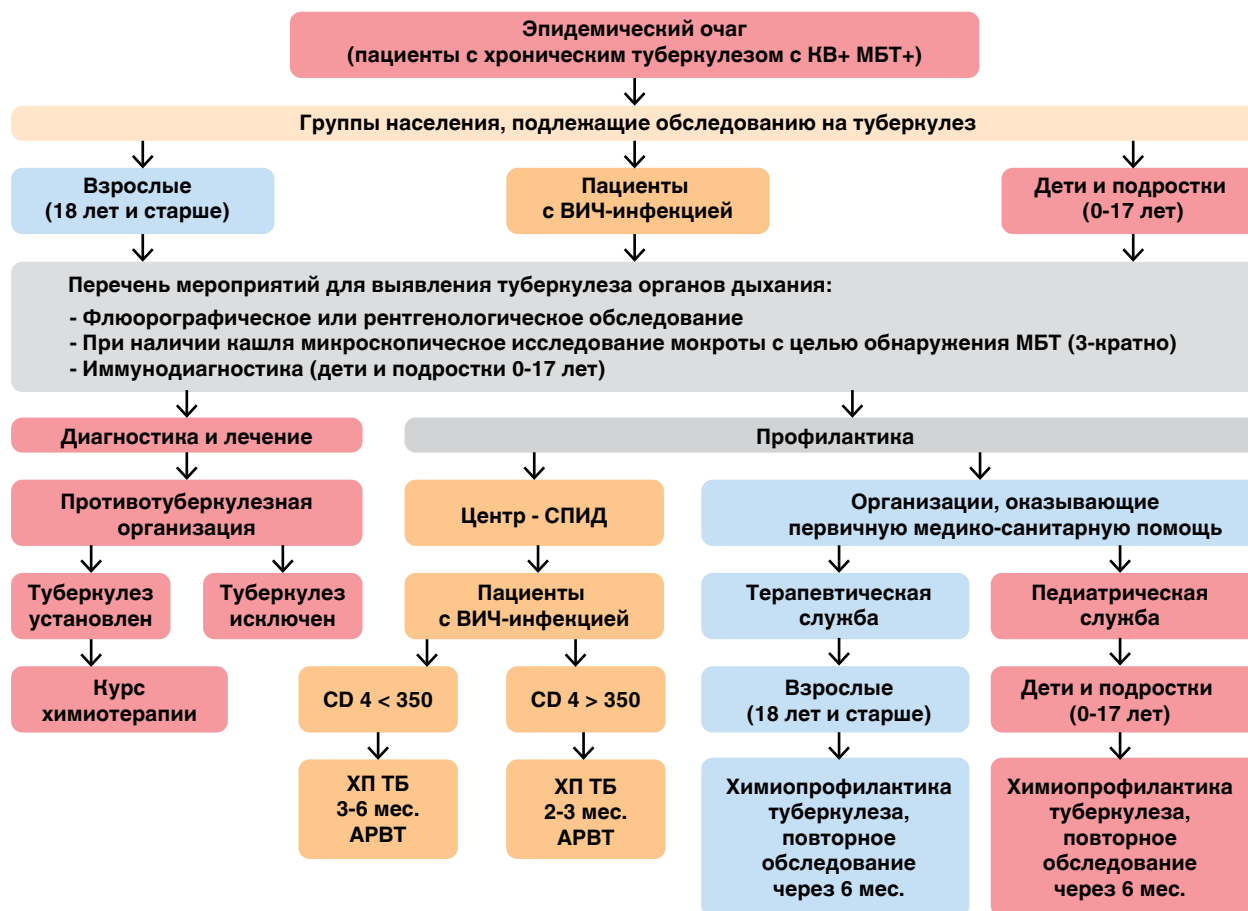 Эпидемический очаг
(пациенты с хроническим туберкулезом с КВ+ МБТ+)
Группы населения, подлежащие обследованию на туберкулез
Взрослые
(18 лет и старше)
Пациенты
с ВИЧ-инфекцией
Дети и подростки
(0-17 лет)
Перечень мероприятий для выявления туберкулеза органов дыхания:
- Флюорографическое или рентгенологическое обследование
- При наличии кашля микроскопическое исследование мокроты с целью обнаружения МБТ (3-кратно)
- Иммунодиагностика (дети и подростки 0-17 лет)
Диагностика и лечение
Профилактика
Противотуберкулезная
организация
Центр - СПИД
Организации, оказывающие
первичную медико-санитарную помощь
Туберкулез
установлен
Туберкулез
исключен
Пациенты
с ВИЧ-инфекцией
Терапевтическая
служба
Педиатрическая
служба
Курс
химиотерапии
CD 4 < 350
CD 4 > 350
Взрослые
(18 лет и старше)
Дети и подростки
(0-17 лет)
ХП ТБ
3-6 мес.
АРВТ
ХП ТБ
2-3 мес.
АРВТ
Химиопрофилактика
туберкулеза,
повторное
обследование
через 6 мес.
Химиопрофилактика
туберкулеза,
повторное
обследование
через 6 мес.